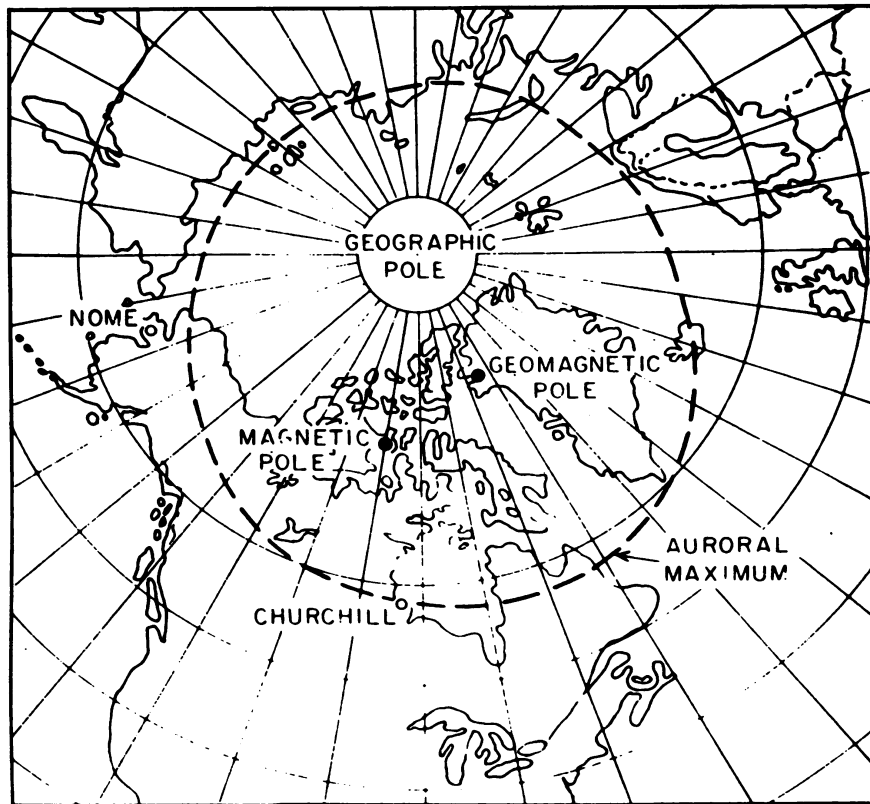 GEOGRAPHIC
POLE
NOME
GEOMAGNETIC
POLE
MAGNETIC
POLE
AURORAL
MAXIMUM
CHURCHILL